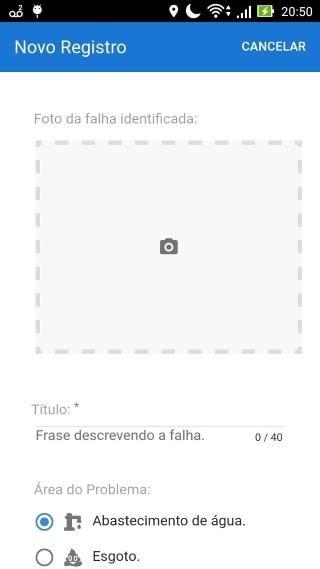 20:50
Novo Registro
CANCELAR
Foto da falha identificada:
Título: *
Frase descrevendo a falha.
0 / 40
Área do Problema:
Abastecimento de água.
Esgoto.